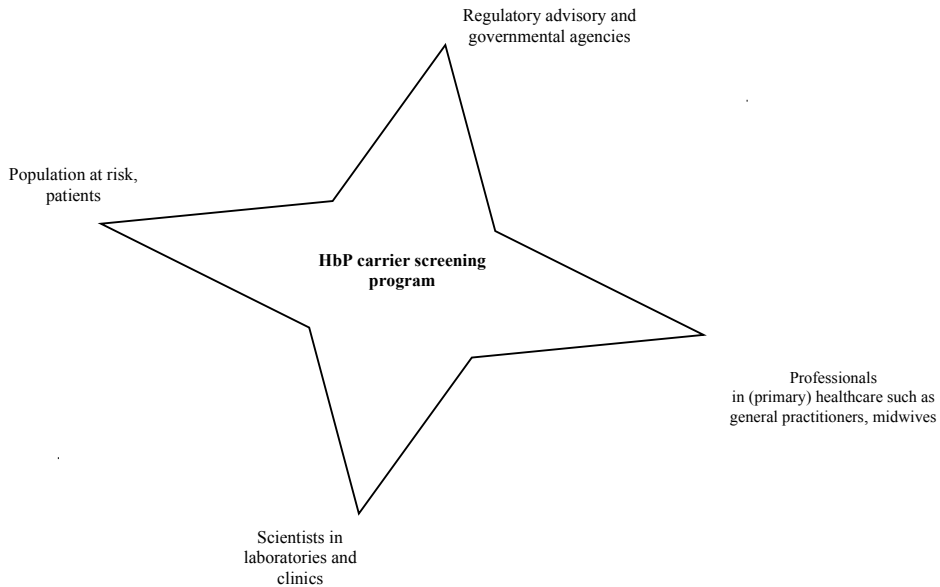 Regulatory advisory and
governmental agencies
Population at risk,
patients
HbP carrier screening
program
Professionals
in (primary) healthcare such as
general practitioners, midwives
Scientists in
laboratories and
clinics